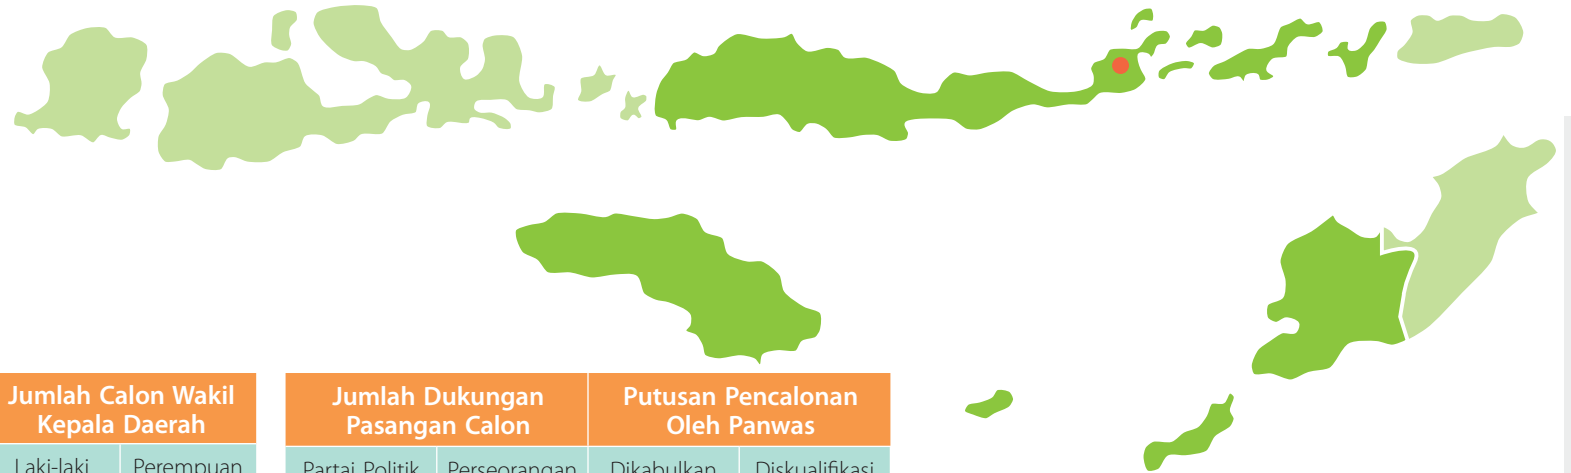 Jumlah Calon Wakil
Kepala Daerah
Laki-laki Perempuan
Jumlah Dukungan
Pasangan Calon
Putusan Pencalonan
Oleh Panwas
Partai Politik Perseorangan Dikabulkan Diskualifikasi